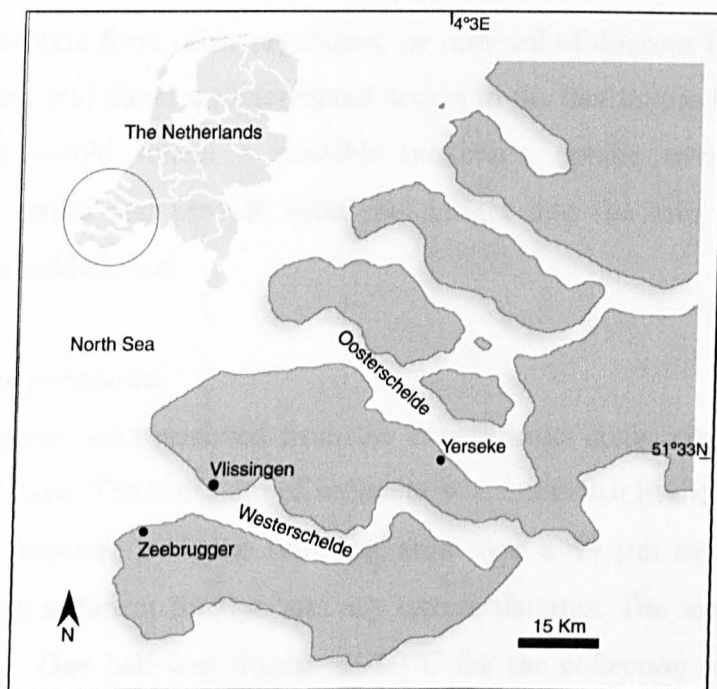 4°3E
The Netherlands
North Sea
Oosterschelde
Yerseke
51°33N
Vlissingen
Westerschelde
Zeebrugger
N
15 Km